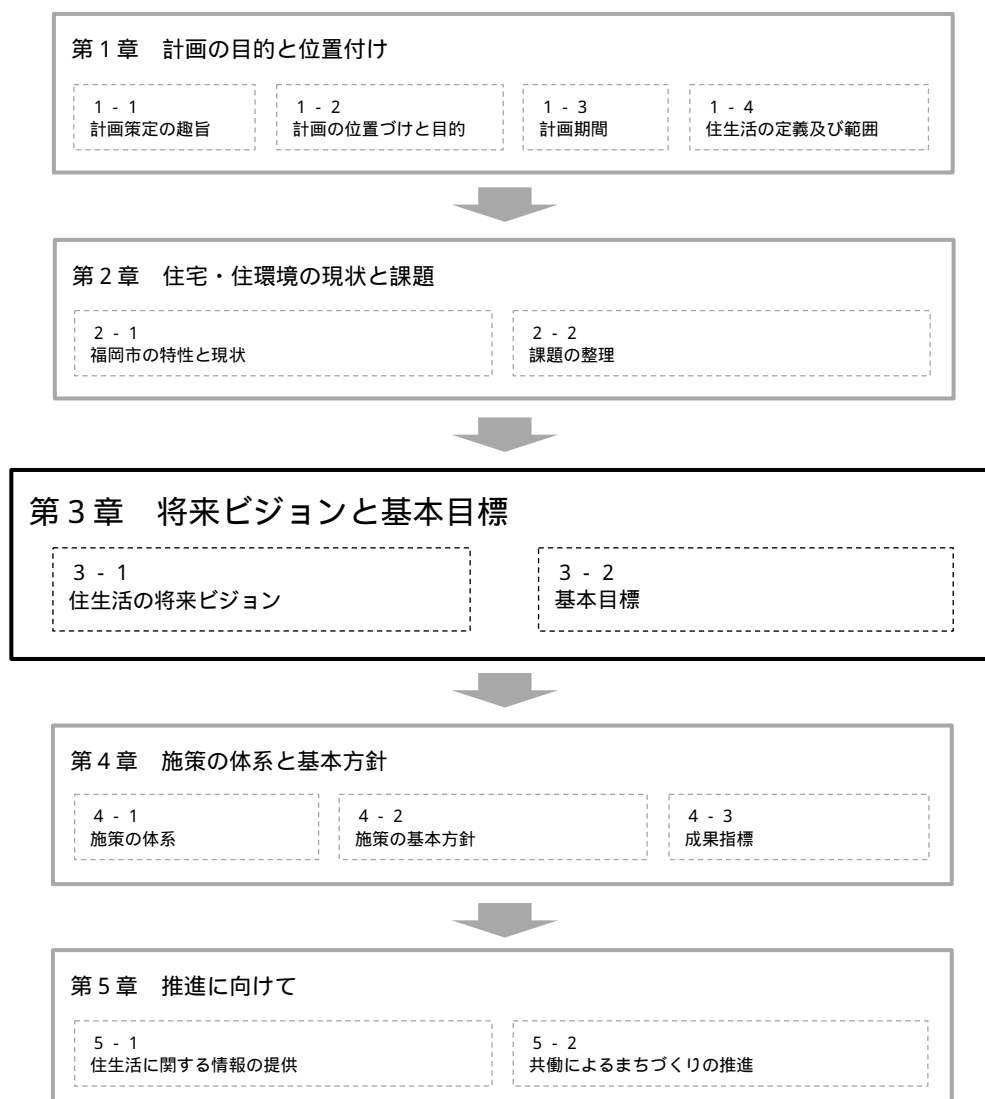 第1章　計画の目的と位置付け
1 - 1
計画策定の趣旨
1 - 2
計画の位置づけと目的
1 - 3
計画期間
1 - 4
住生活の定義及び範囲
第2章　住宅・住環境の現状と課題
2 - 1
福岡市の特性と現状
2 - 2
課題の整理
第3章　将来ビジョンと基本目標
3 - 1
住生活の将来ビジョン
3 - 2
基本目標
第4章　施策の体系と基本方針
4 - 1
施策の体系
4 - 2
施策の基本方針
4 - 3
成果指標
第5章　推進に向けて
5 - 1
住生活に関する情報の提供
5 - 2
共働によるまちづくりの推進